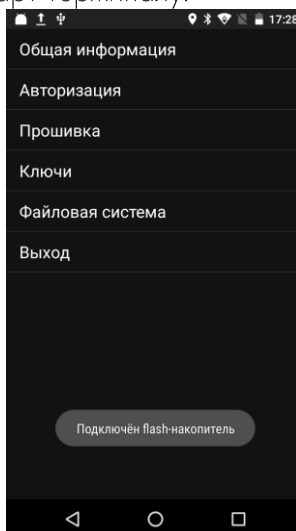 17:28
Общая информация
Авторизация
Прошивка
Ключи
Файловая система
Выход
Подключён flash-накопитель